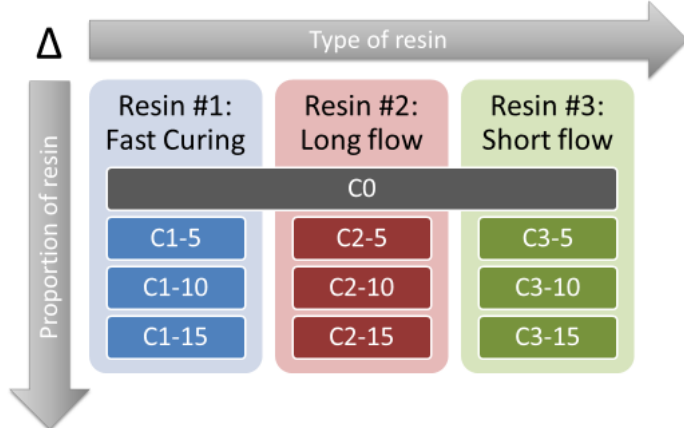 Δ
Type of resin
Proportion of resin
Resin #1:
Fast Curing
Resin #2:
Long flow
Resin #3:
Short flow
C0
C1-5
C2-5
C3-5
C1-10
C2-10
C3-10
C1-15
C2-15
C3-15